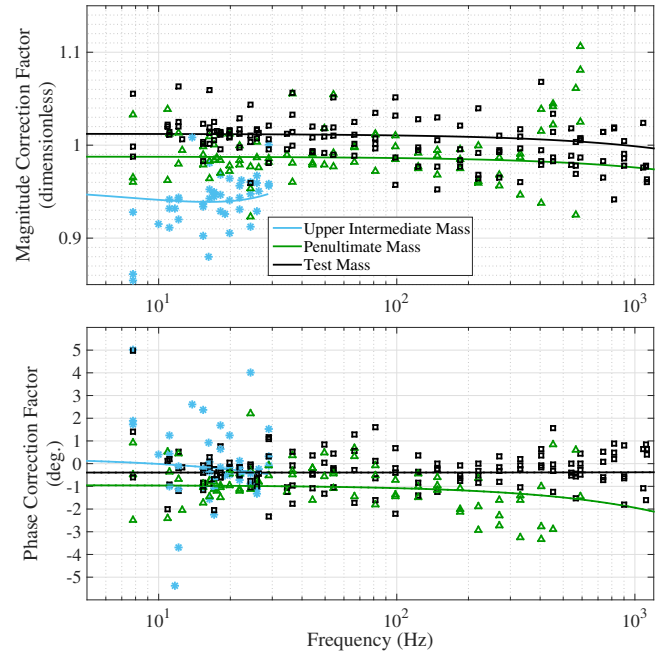 Magnitude Correction Factor
(dimensionless)
1.1
1
0.9
10^1
10^2
10^3
Upper Intermediate Mass
Penultimate Mass
Test Mass
Phase Correction Factor
(deg.)
5
4
3
2
1
0
-1
-2
-3
-4
-5
10^1
10^2
10^3
Frequency (Hz)